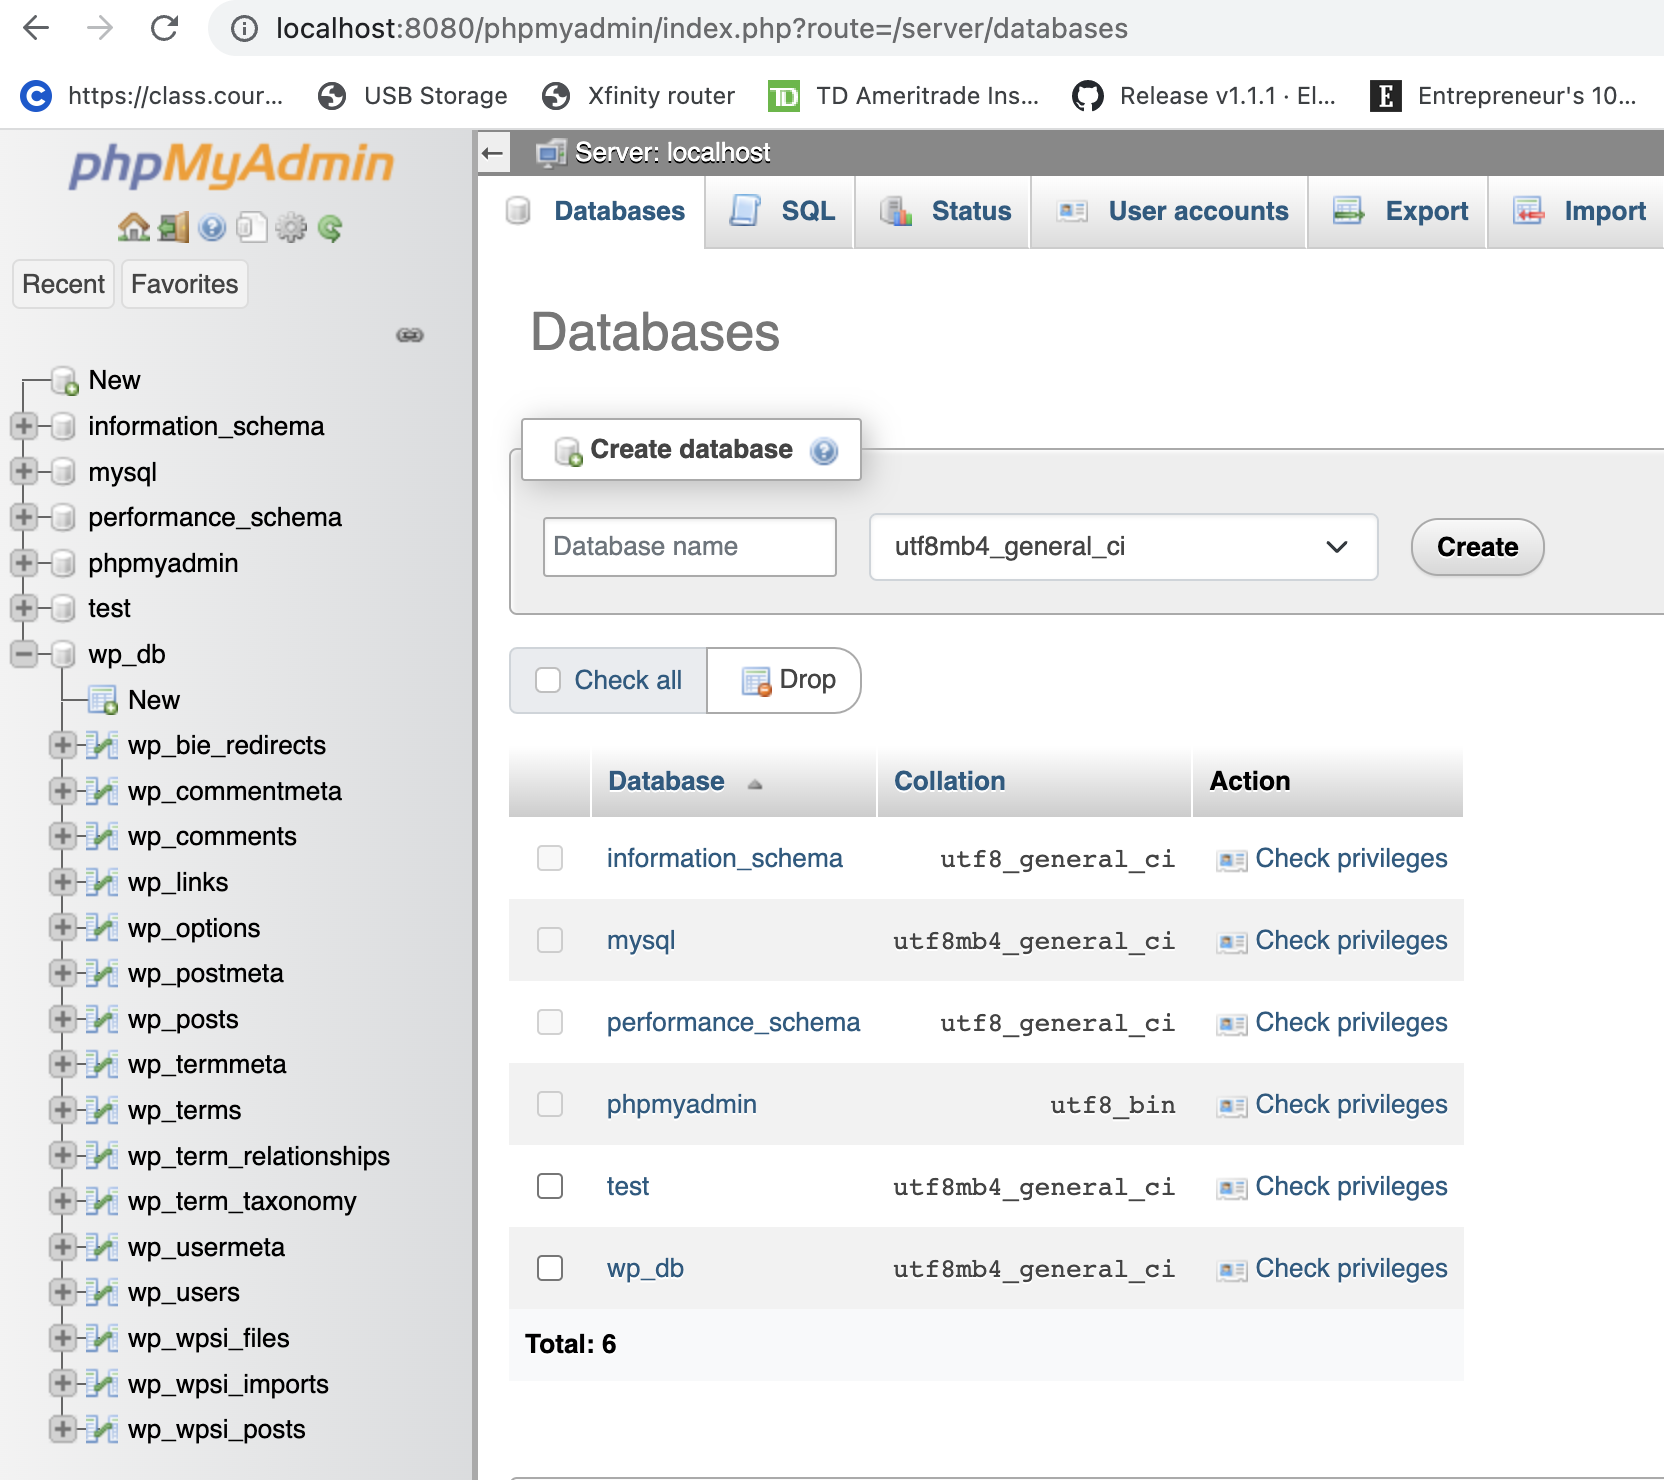 localhost:8080/phpmyadmin/index.php?route=/server/databases
https://class.cour... USB Storage Xfinity router TD TD Ameritrade Ins... Release v1.1.1 · El... E Entrepreneur's 10...
phpMyAdmin
Recent Favorites
New
information_schema
mysql
performance_schema
phpmyadmin
test
wp_db
New
wp_bie_redirects
wp_commentmeta
wp_comments
wp_links
wp_options
wp_postmeta
wp_posts
wp_termmeta
wp_terms
wp_term_relationships
wp_term_taxonomy
wp_usermeta
wp_users
wp_wpsi_files
wp_wpsi_imports
wp_wpsi_posts
Server: localhost
Databases SQL Status User accounts Export Import
Databases
Create database
Database name utf8mb4_general_ci Create
Check all Drop
Database Collation Action
information_schema utf8_general_ci Check privileges
mysql utf8mb4_general_ci Check privileges
performance_schema utf8_general_ci Check privileges
phpmyadmin utf8_bin Check privileges
test utf8mb4_general_ci Check privileges
wp_db utf8mb4_general_ci Check privileges
Total: 6